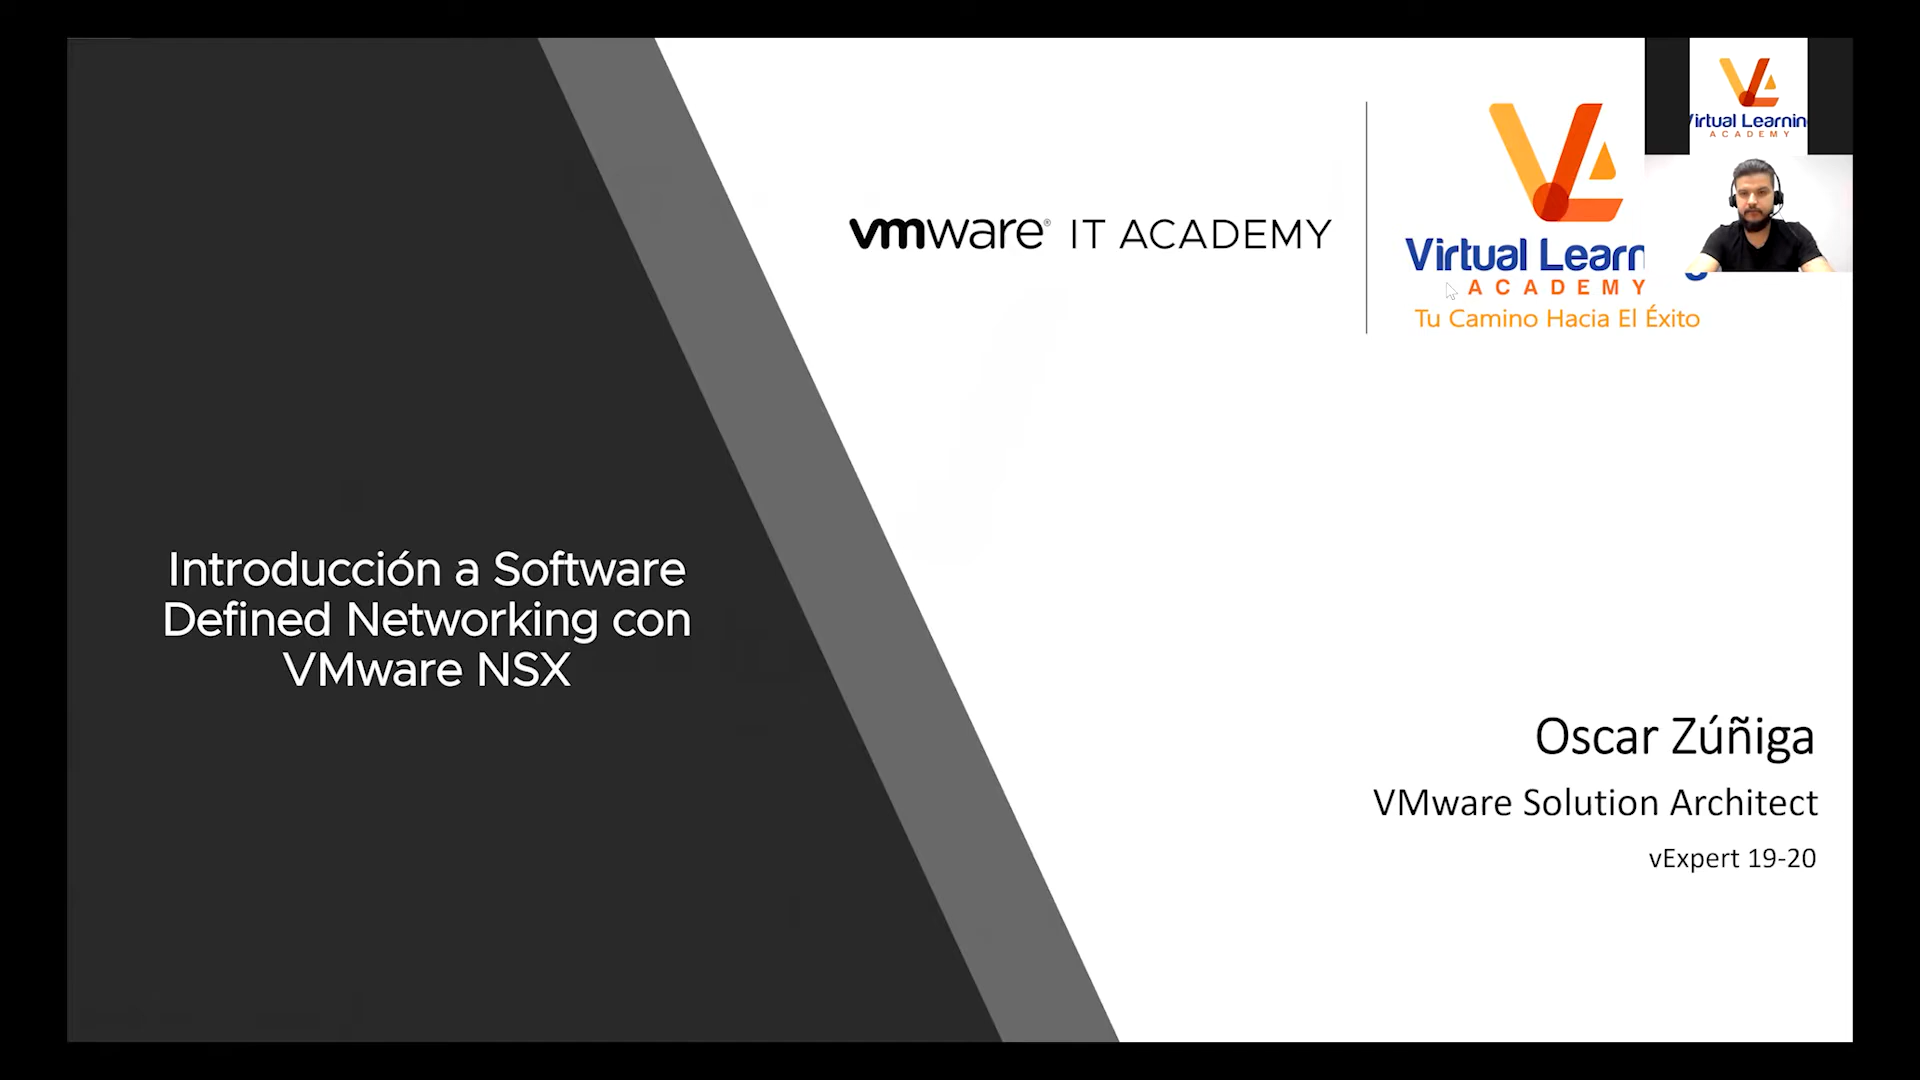 vmware® IT ACADEMY
Virtual Learn
ACADEMY
Tu Camino Hacia El Éxito
Virtual Learnin
ACADEMY
Introducción a Software
Defined Networking con
VMware NSX
Oscar Zúñiga
VMware Solution Architect
vExpert 19-20